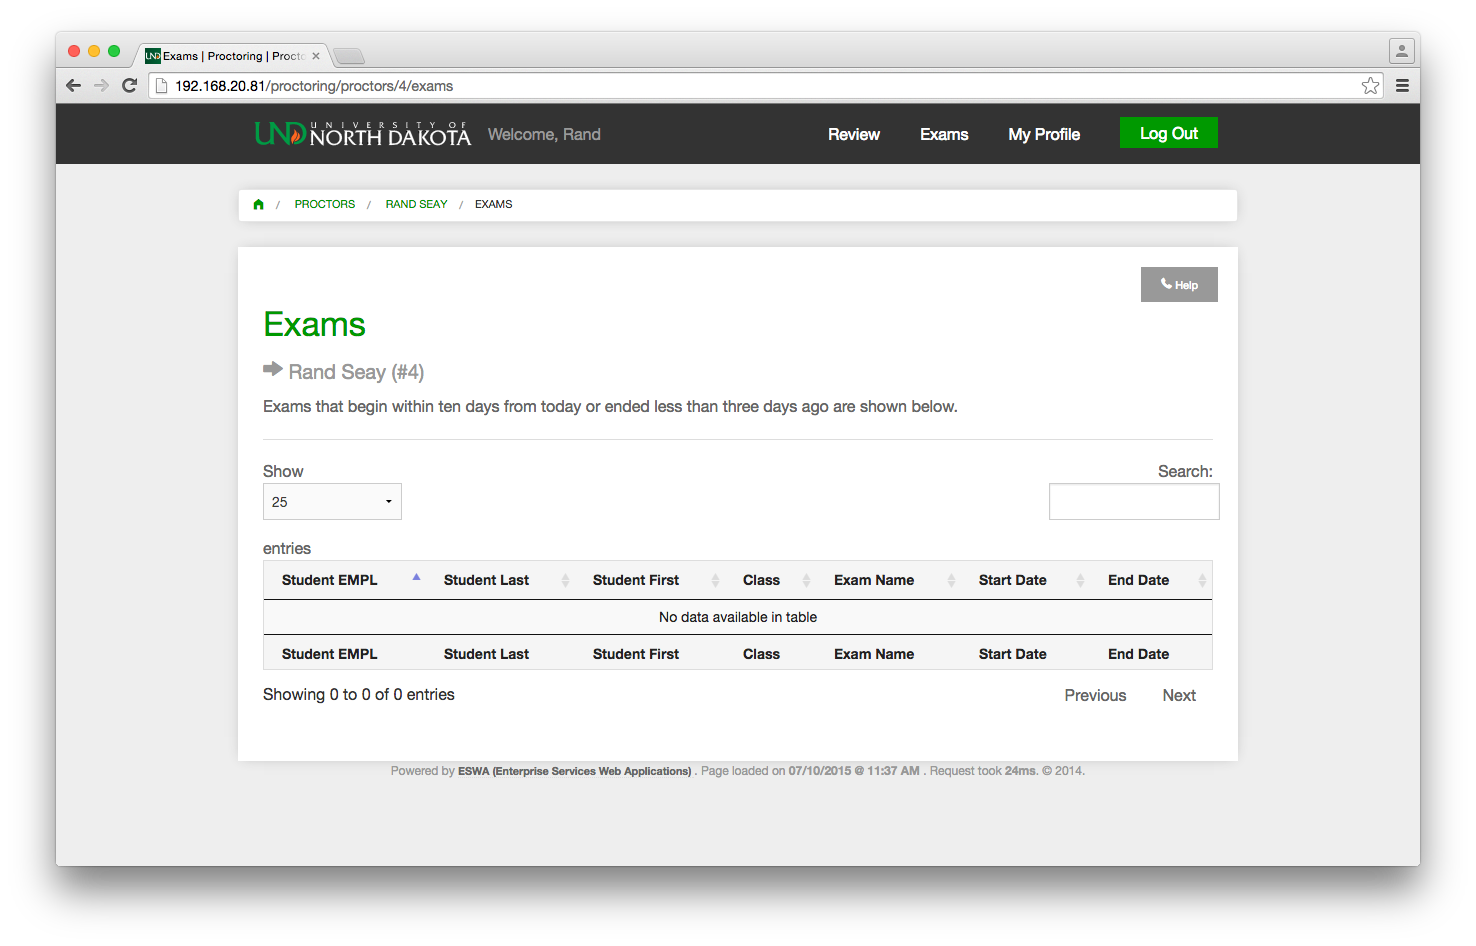 Exams | Proctoring | Procto
192.168.20.81/proctoring/proctors/4/exams
UND UNIVERSITY OF NORTH DAKOTA Welcome, Rand Review Exams My Profile Log Out
/ PROCTORS / RAND SEAY / EXAMS
Help
Exams
Rand Seay (#4)
Exams that begin within ten days from today or ended less than three days ago are shown below.
Show Search:
25
entries
Student EMPL Student Last Student First Class Exam Name Start Date End Date
No data available in table
Student EMPL Student Last Student First Class Exam Name Start Date End Date
Showing 0 to 0 of 0 entries Previous Next
Powered by ESWA (Enterprise Services Web Applications) . Page loaded on 07/10/2015 @ 11:37 AM . Request took 24ms. © 2014.